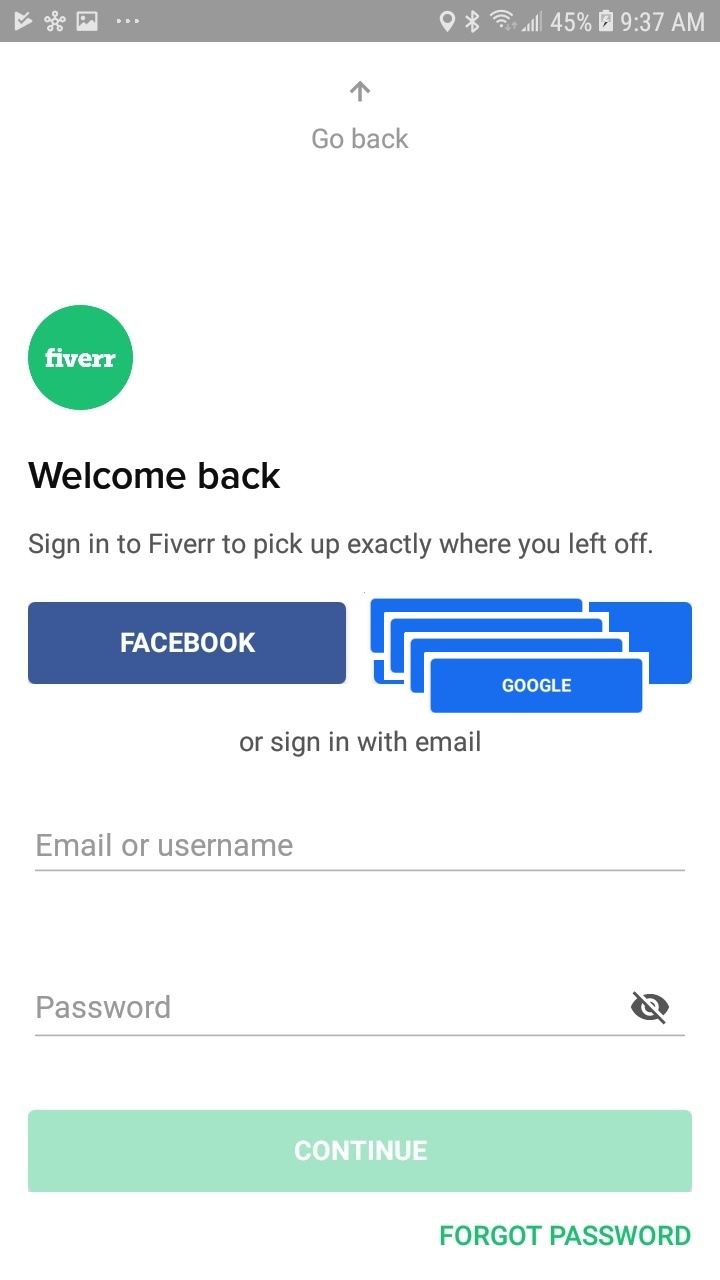 45% 9:37 AM
Go back
fiverr
Welcome back
Sign in to Fiverr to pick up exactly where you left off.
FACEBOOK
GOOGLE
or sign in with email
Email or username
Password
CONTINUE
FORGOT PASSWORD